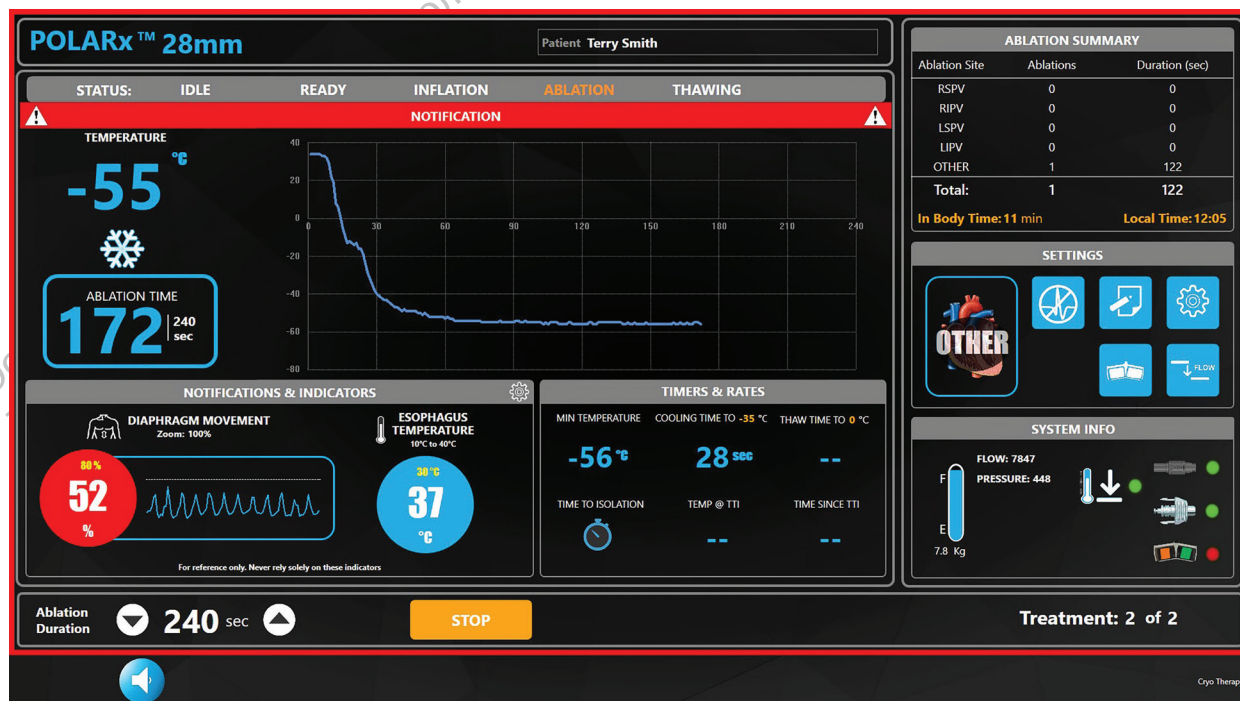 POLARx™ 28mm
Patient Terry Smith
STATUS: IDLE READY INFLATION ABLATION THAWING
NOTIFICATION
TEMPERATURE
-55 °C
ABLATION TIME
172 240 sec
40
20
0
-20
-40
-60
-80
0 30 60 90 120 150 180 210 240
NOTIFICATIONS & INDICATORS
DIAPHRAGM MOVEMENT
Zoom: 100%
80%
52
%
ESOPHAGUS
TEMPERATURE
10°C to 40°C
30°C
37
°C
For reference only. Never rely solely on these indicators
TIMERS & RATES
MIN TEMPERATURE COOLING TIME TO -35 °C THAW TIME TO 0 °C
-56 °C 28 sec --
TIME TO ISOLATION TEMP @ TTI TIME SINCE TTI
-- --
Ablation
Duration
240 sec
STOP
ABLATION SUMMARY
Ablation Site Ablations Duration (sec)
RSPV 0 0
RIPV 0 0
LSPV 0 0
LIPV 0 0
OTHER 1 122
Total: 1 122
In Body Time: 11 min Local Time: 12:05
SETTINGS
OTHER
FLOW
SYSTEM INFO
FLOW: 7847
PRESSURE: 448
F
E
7.8 Kg
Treatment: 2 of 2
Cryo Therap